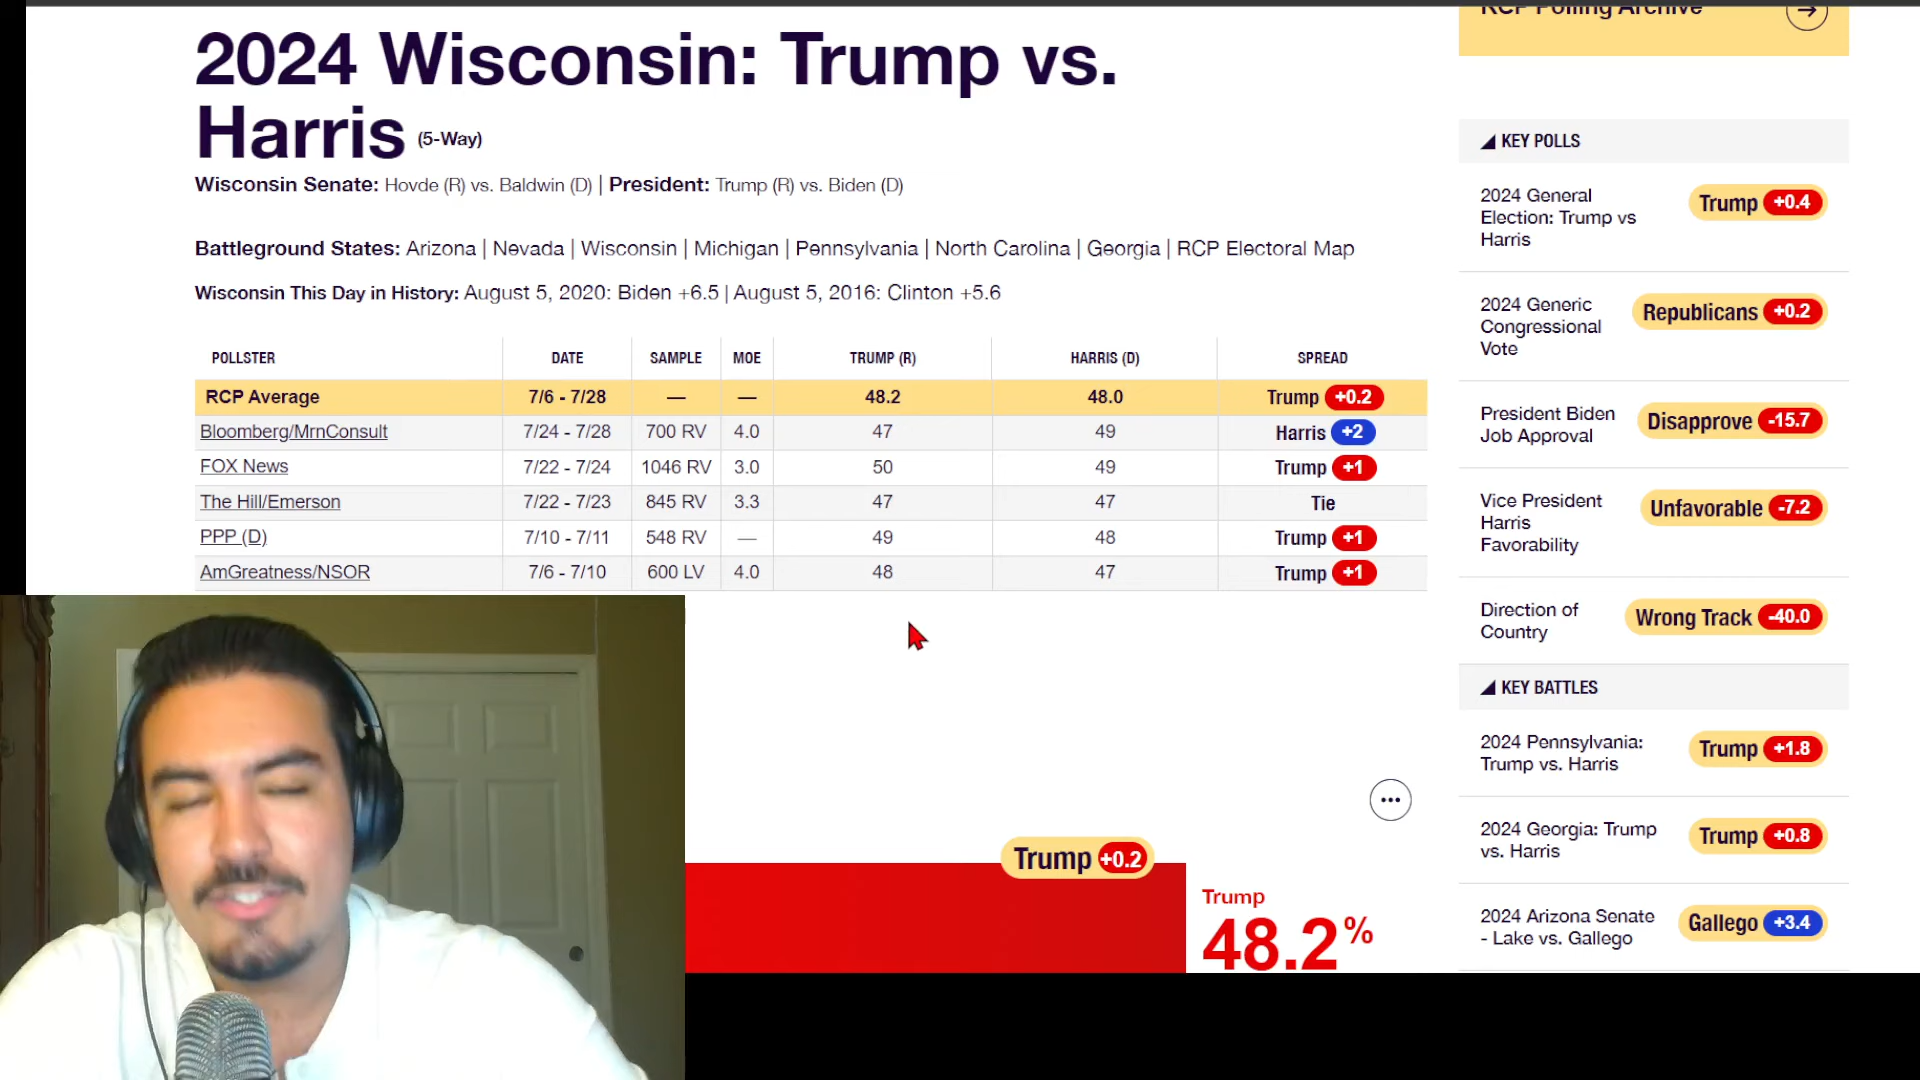 2024 Wisconsin: Trump vs.
Harris (5-Way)
Wisconsin Senate: Hovde (R) vs. Baldwin (D) | President: Trump (R) vs. Biden (D)
Battleground States: Arizona | Nevada | Wisconsin | Michigan | Pennsylvania | North Carolina | Georgia | RCP Electoral Map
Wisconsin This Day in History: August 5, 2020: Biden +6.5 | August 5, 2016: Clinton +5.6
POLLSTER DATE SAMPLE MOE TRUMP (R) HARRIS (D) SPREAD
RCP Average 7/6 - 7/28 — — 48.2 48.0 Trump +0.2
Bloomberg/MrnConsult 7/24 - 7/28 700 RV 4.0 47 49 Harris +2
FOX News 7/22 - 7/24 1046 RV 3.0 50 49 Trump +1
The Hill/Emerson 7/22 - 7/23 845 RV 3.3 47 47 Tie
PPP (D) 7/10 - 7/11 548 RV — 49 48 Trump +1
AmGreatness/NSOR 7/6 - 7/10 600 LV 4.0 48 47 Trump +1
Trump +0.2
Trump
48.2%
RCP Polling Archive
KEY POLLS
2024 General
Election: Trump vs
Harris
Trump +0.4
2024 Generic
Congressional
Vote
Republicans +0.2
President Biden
Job Approval
Disapprove -15.7
Vice President
Harris
Favorability
Unfavorable -7.2
Direction of
Country
Wrong Track -40.0
KEY BATTLES
2024 Pennsylvania:
Trump vs. Harris
Trump +1.8
2024 Georgia: Trump
vs. Harris
Trump +0.8
2024 Arizona Senate
- Lake vs. Gallego
Gallego +3.4